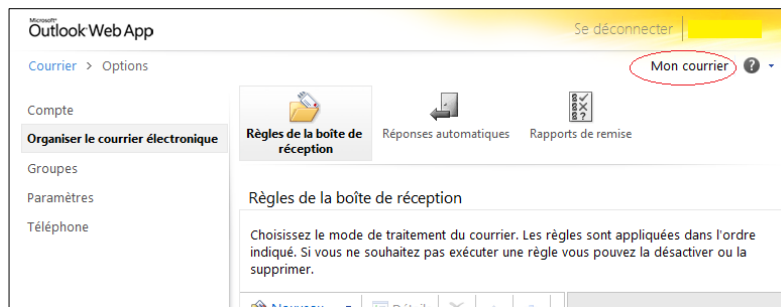 Microsoft®
Outlook Web App
Se déconnecter
Courrier > Options
Mon courrier
Compte
Organiser le courrier électronique
Groupes
Paramètres
Téléphone
Règles de la boîte de
réception
Réponses automatiques
Rapports de remise
Règles de la boîte de réception
Choisissez le mode de traitement du courrier. Les règles sont appliquées dans l'ordre
indiqué. Si vous ne souhaitez pas exécuter une règle vous pouvez la désactiver ou la
supprimer.
Nouveau
Détails